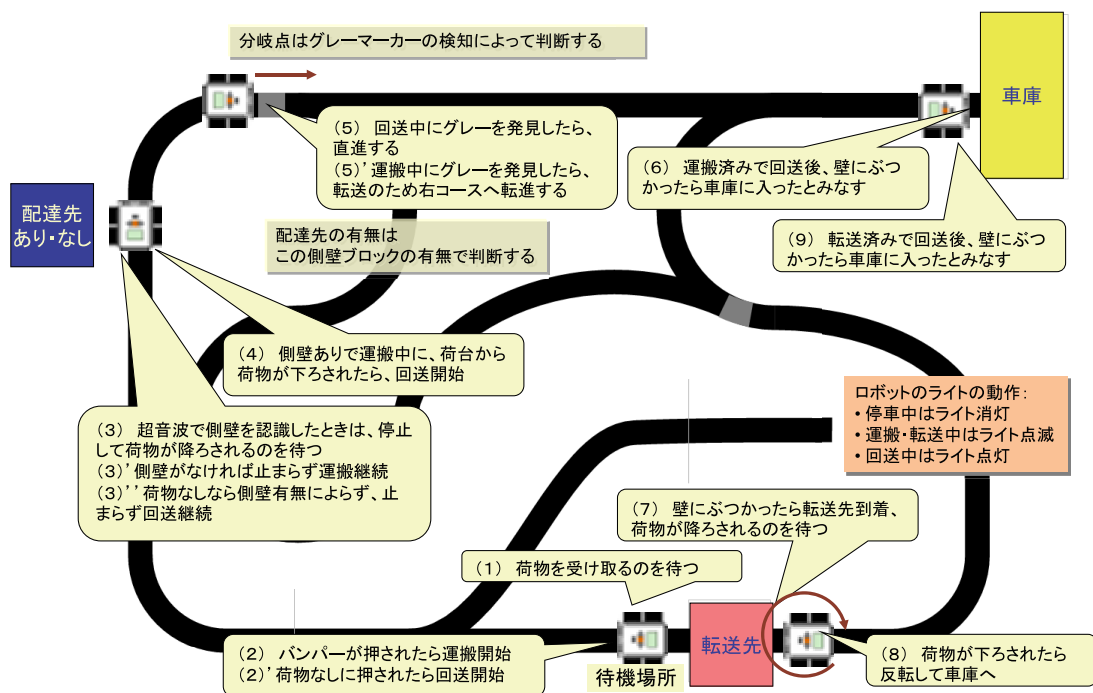 分岐点はグレーマーカーの検知によって判断する
車庫
(5) 回送中にグレーを発見したら、
直進する
(5)’運搬中にグレーを発見したら、
転送のため右コースへ転進する
(6) 運搬済みで回送後、壁にぶつ
かったら車庫に入ったとみなす
配達先
あり・なし
配達先の有無は
この側壁ブロックの有無で判断する
(9) 転送済みで回送後、壁にぶつ
かったら車庫に入ったとみなす
(4) 側壁ありで運搬中に、荷台から
荷物が下ろされたら、回送開始
ロボットのライトの動作:
• 停車中はライト消灯
• 運搬・転送中はライト点滅
• 回送中はライト点灯
(3) 超音波で側壁を認識したときは、停止
して荷物が降ろされるのを待つ
(3)’側壁がなければ止まらず運搬継続
(3)’’荷物なしなら側壁有無によらず、止
まらず回送継続
(7) 壁にぶつかったら転送先到着、
荷物が降ろされるのを待つ
(1) 荷物を受け取るのを待つ
(2) バンパーが押されたら運搬開始
(2)’荷物なしに押されたら回送開始
待機場所
転送先
(8) 荷物が下ろされたら
反転して車庫へ